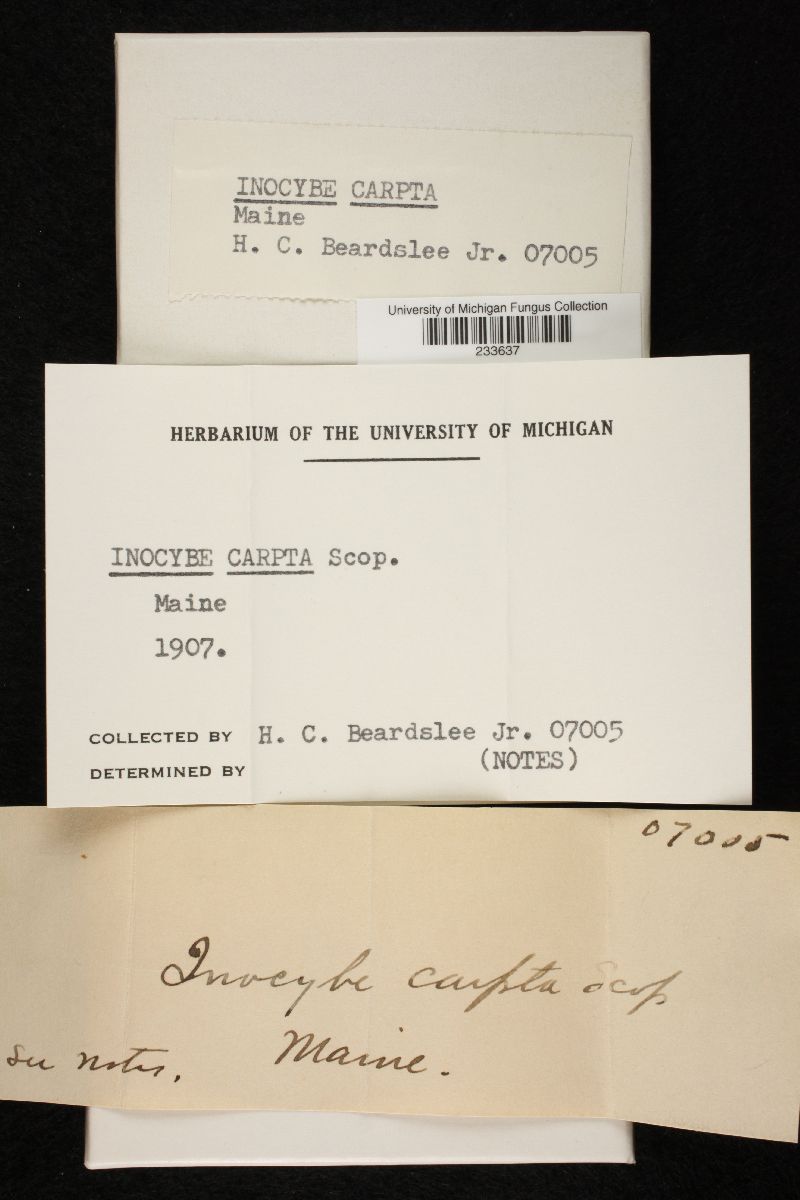 INOCYBE CARPTA
Maine
H. C. Beardslee Jr. 07005
University of Michigan Fungus Collection
233637
HERBARIUM OF THE UNIVERSITY OF MICHIGAN
INOCYBE CARPTA Scop.
Maine
1907.
COLLECTED BY H. C. Beardslee Jr. 07005
(NOTES)
DETERMINED BY
07005
Inocybe carpta Scop
Maine.
See notes.